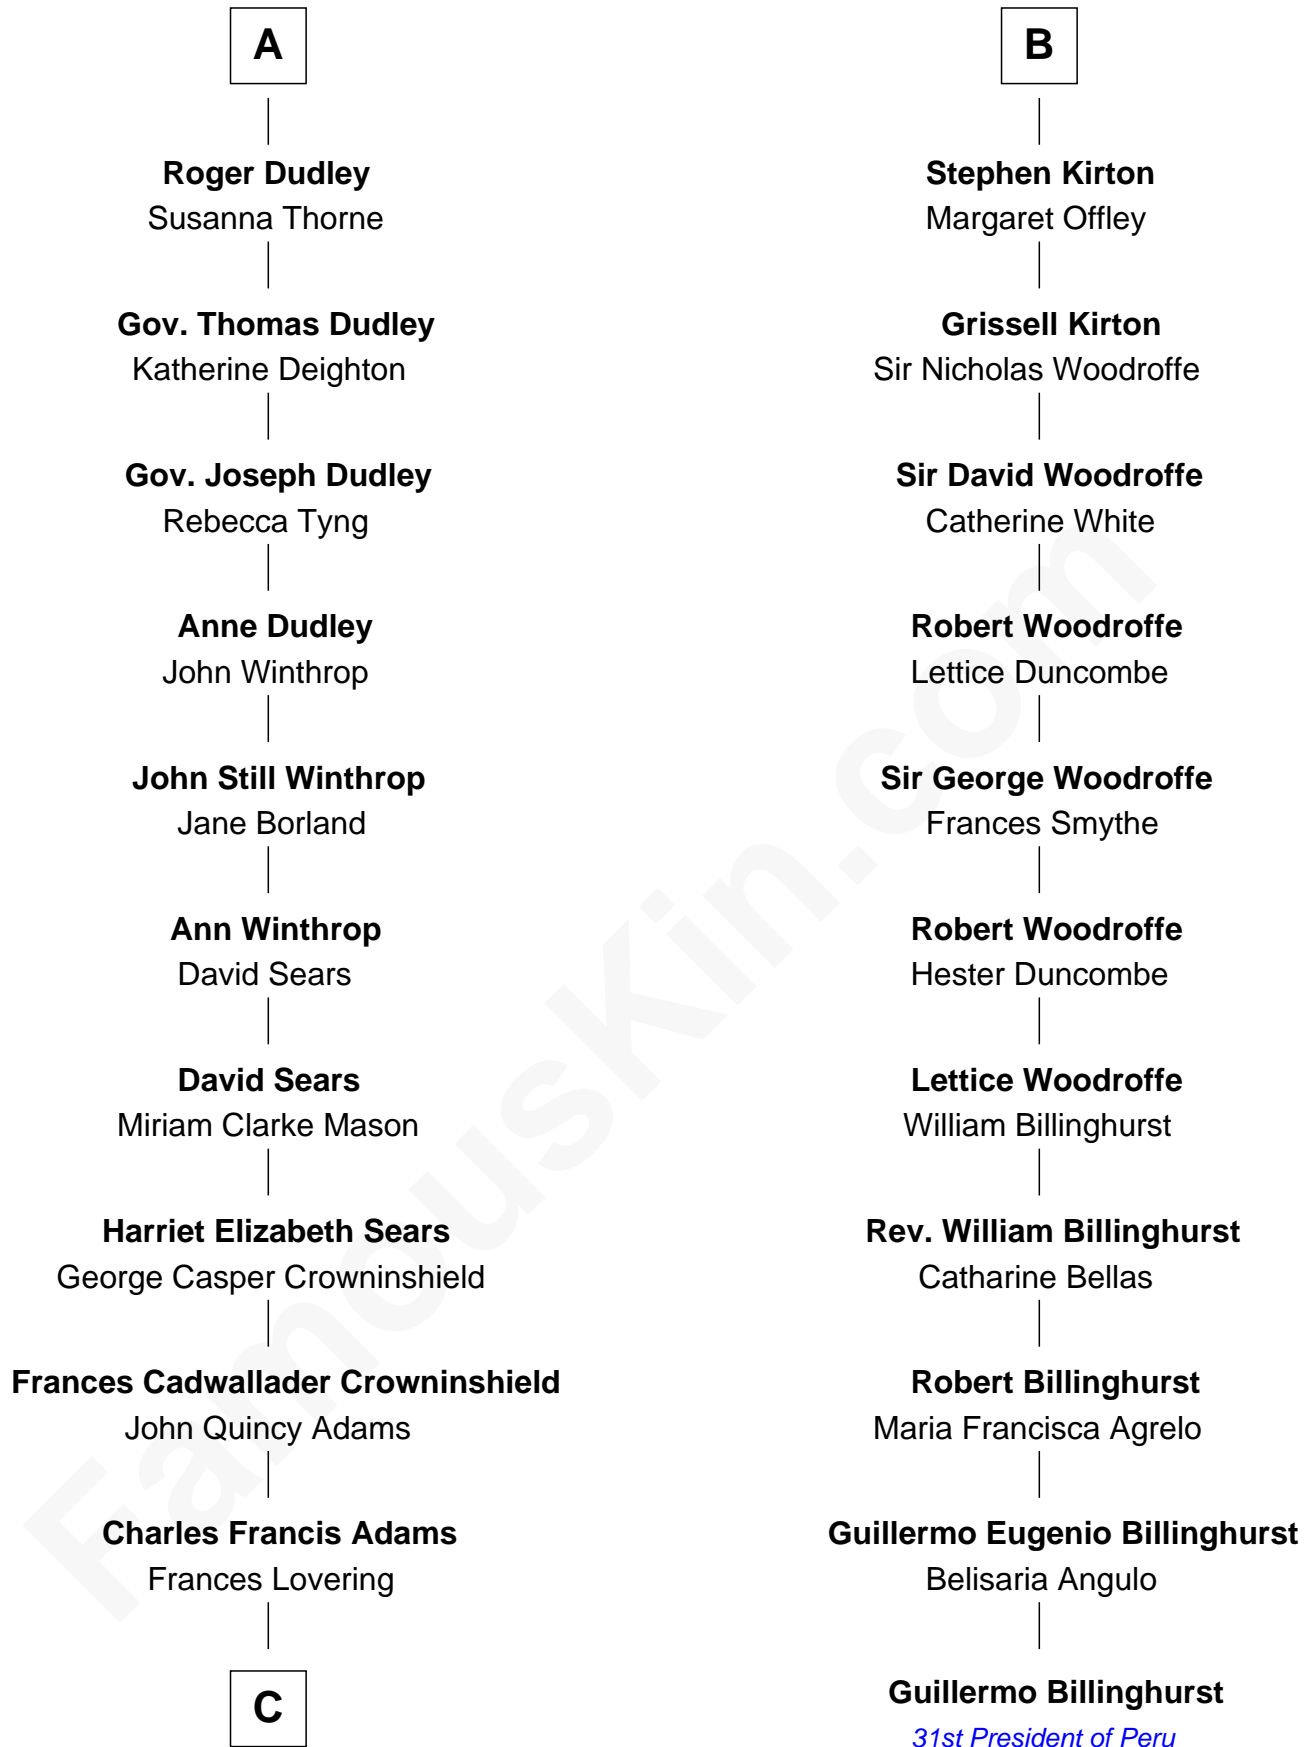 A
Roger Dudley
Susanna Thorne
Gov. Thomas Dudley
Katherine Deighton
Gov. Joseph Dudley
Rebecca Tyng
Anne Dudley
John Winthrop
John Still Winthrop
Jane Borland
Ann Winthrop
David Sears
David Sears
Miriam Clarke Mason
Harriet Elizabeth Sears
George Casper Crowninshield
Frances Cadwallader Crowninshield
John Quincy Adams
Charles Francis Adams
Frances Lovering
C
B
Stephen Kirton
Margaret Offley
Grissell Kirton
Sir Nicholas Woodroffe
Sir David Woodroffe
Catherine White
Robert Woodroffe
Lettice Duncombe
Sir George Woodroffe
Frances Smythe
Robert Woodroffe
Hester Duncombe
Lettice Woodroffe
William Billinghurst
Rev. William Billinghurst
Catharine Bellas
Robert Billinghurst
Maria Francisca Agrelo
Guillermo Eugenio Billinghurst
Belisaria Angulo
Guillermo Billinghurst
31st President of Peru
FamousKin.com